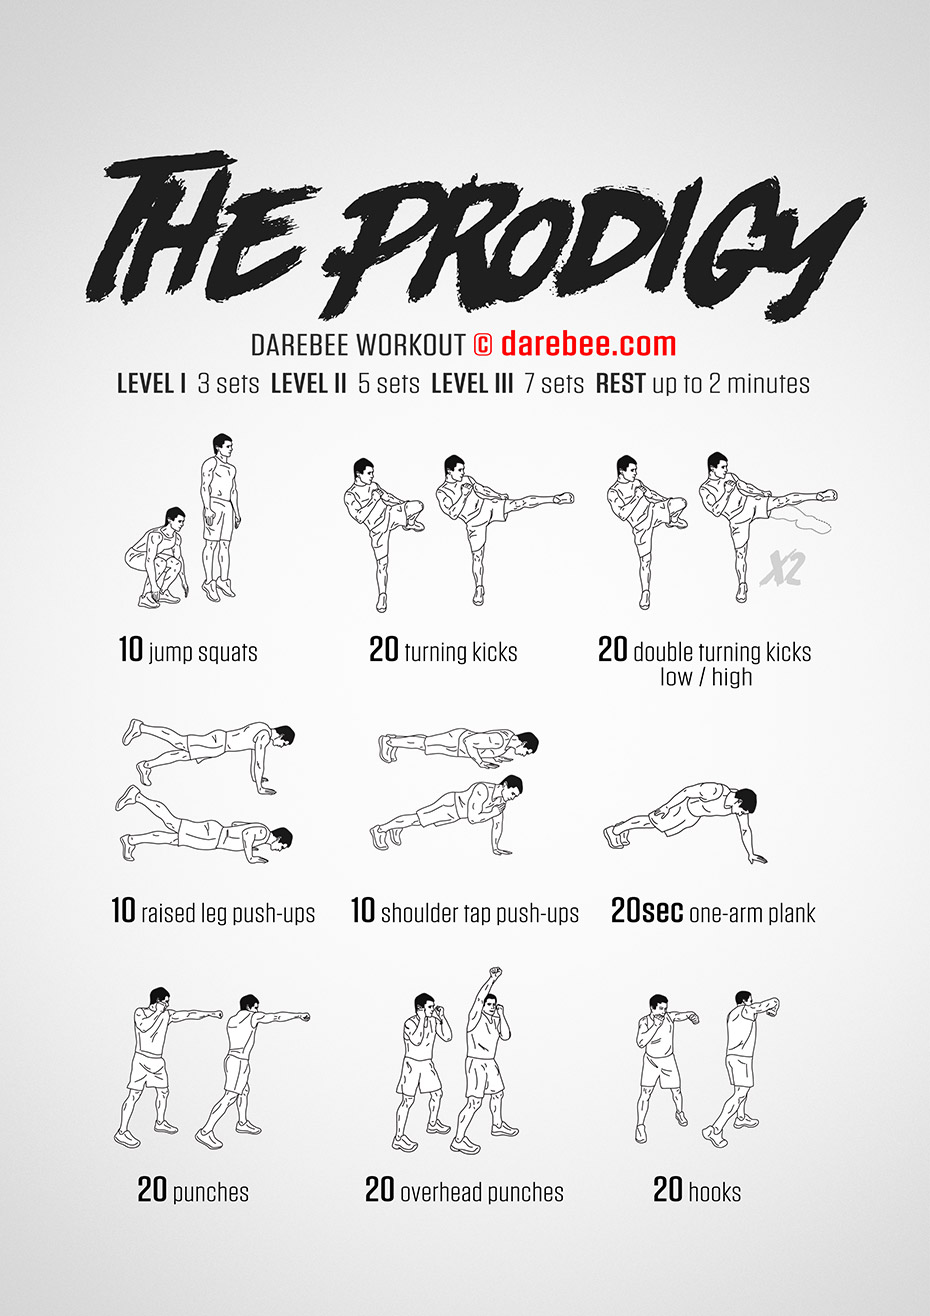 THE PRODIGY
DAREBEE WORKOUT © darebee.com
LEVEL I 3 sets LEVEL II 5 sets LEVEL III 7 sets REST up to 2 minutes
X2
10 jump squats
20 turning kicks
20 double turning kicks
low / high
10 raised leg push-ups
10 shoulder tap push-ups
20sec one-arm plank
20 punches
20 overhead punches
20 hooks